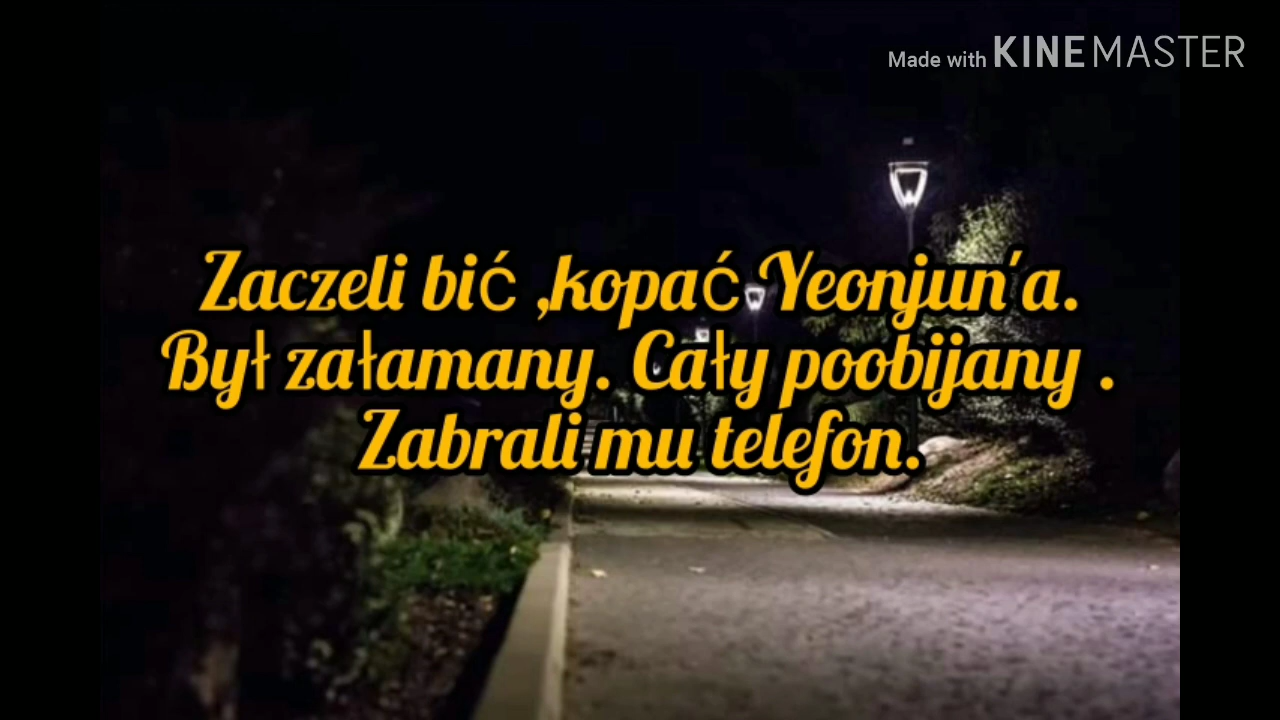 Made with KINEMASTER
Zaczeli bić ,kopać Yeonjun'a.
Był załamany. Cały poobijany .
Zabrali mu telefon.